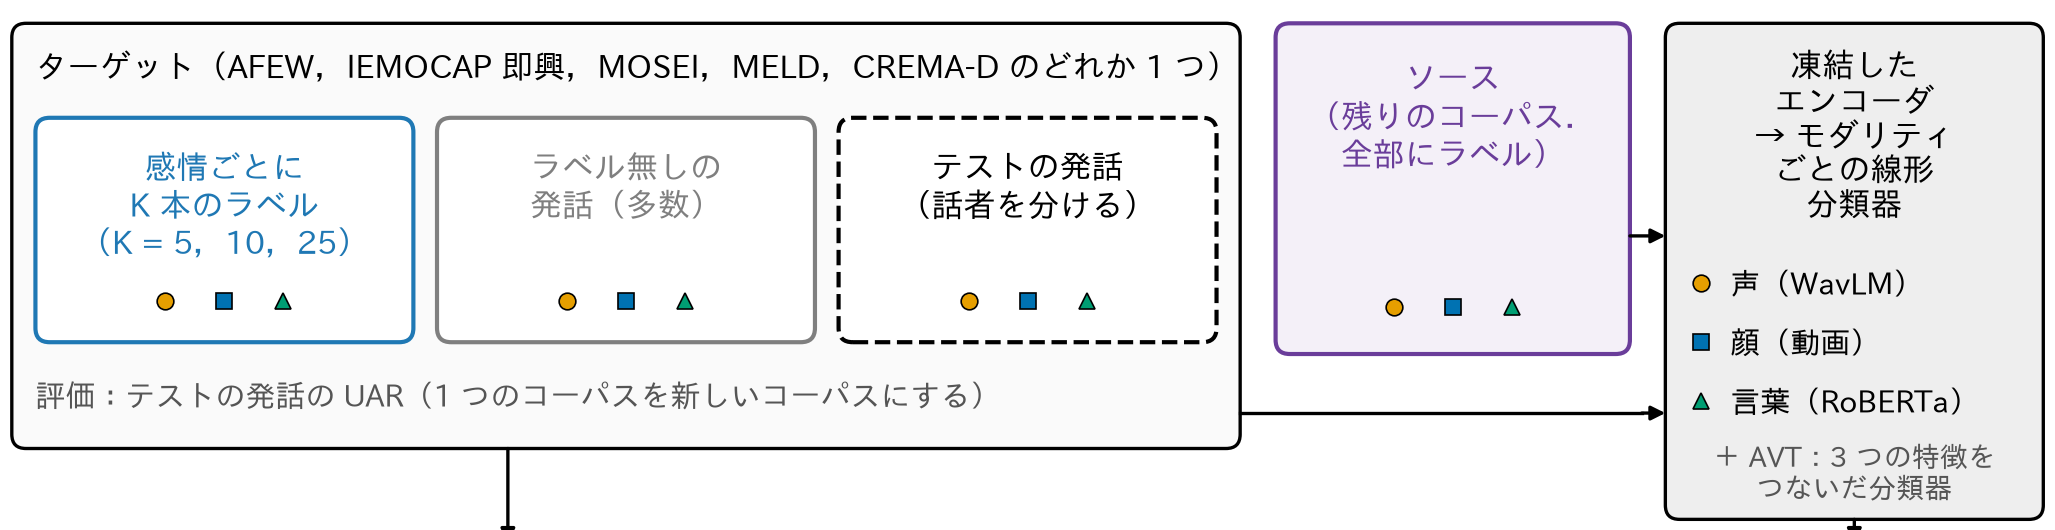 ターゲット（AFEW，IEMOCAP 即興，MOSEI，MELD，CREMA-D のどれか 1 つ）
感情ごとに
K 本のラベル
（K = 5，10，25）
ラベル無しの
発話（多数）
テストの発話
（話者を分ける）
評価：テストの発話の UAR（1 つのコーパスを新しいコーパスにする）
ソース
（残りのコーパス．
全部にラベル）
凍結した
エンコーダ
→ モダリティ
ごとの線形
分類器
声（WavLM）
顔（動画）
言葉（RoBERTa）
＋ AVT：3 つの特徴を
つないだ分類器